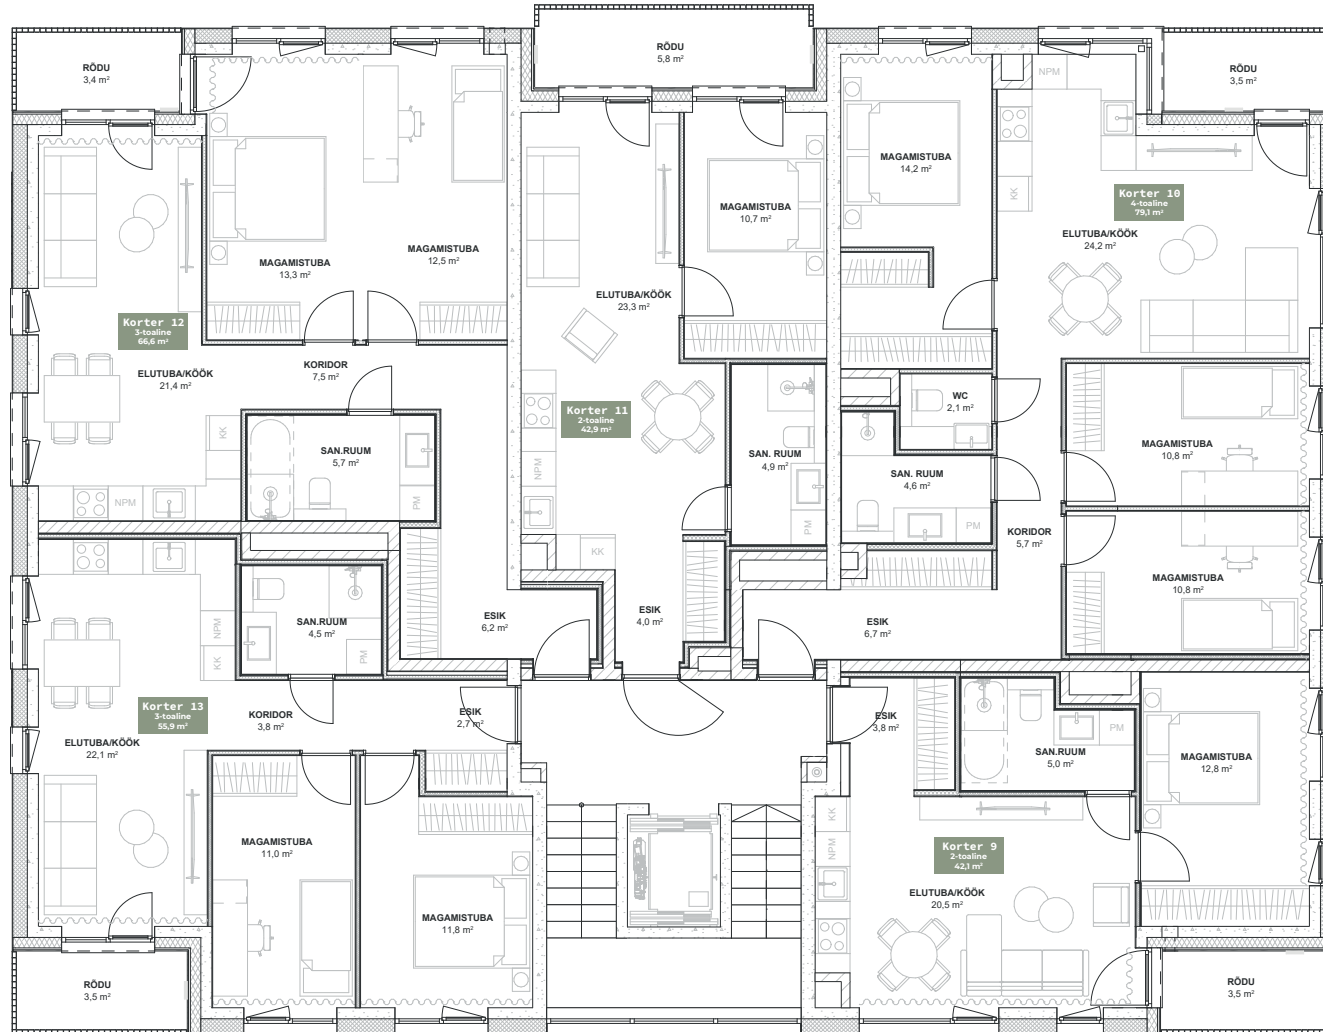 RÕDU
3,4 m²
RÕDU
5,8 m²
RÕDU
3,5 m²
NPM
KK
MAGAMISTUBA
14,2 m²
Korter 10
4-toaline
79,1 m²
ELUTUBA/KÖÖK
24,2 m²
MAGAMISTUBA
10,7 m²
MAGAMISTUBA
13,3 m²
MAGAMISTUBA
12,5 m²
ELUTUBA/KÖÖK
23,3 m²
Korter 12
3-toaline
66,6 m²
ELUTUBA/KÖÖK
21,4 m²
KORIDOR
7,5 m²
Korter 11
2-toaline
42,9 m²
WC
2,1 m²
KK
SAN.RUUM
5,7 m²
SAN. RUUM
4,9 m²
SAN. RUUM
4,6 m²
MAGAMISTUBA
10,8 m²
NPM
PM
NPM
PM
PM
KK
KORIDOR
5,7 m²
MAGAMISTUBA
10,8 m²
ESIK
6,2 m²
ESIK
4,0 m²
ESIK
6,7 m²
SAN.RUUM
4,5 m²
NPM
KK
PM
Korter 13
3-toaline
55,9 m²
ELUTUBA/KÖÖK
22,1 m²
KORIDOR
3,8 m²
ESIK
2,7 m²
ESIK
3,8 m²
PM
SAN.RUUM
5,0 m²
MAGAMISTUBA
12,8 m²
KK
NPM
MAGAMISTUBA
11,0 m²
Korter 9
2-toaline
42,1 m²
ELUTUBA/KÖÖK
20,5 m²
MAGAMISTUBA
11,8 m²
RÕDU
3,5 m²
RÕDU
3,5 m²